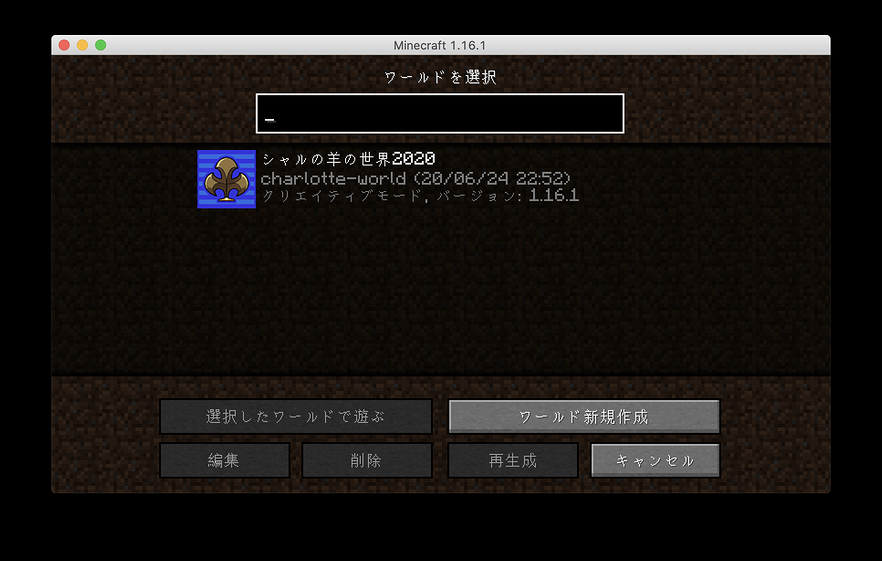 Minecraft 1.16.1
ワールドを選択
_
シャルの羊の世界2020
charlotte-world (20/06/24 22:52)
クリエイティブモード, バージョン: 1.16.1
選択したワールドで遊ぶ
ワールド新規作成
編集
削除
再生成
キャンセル